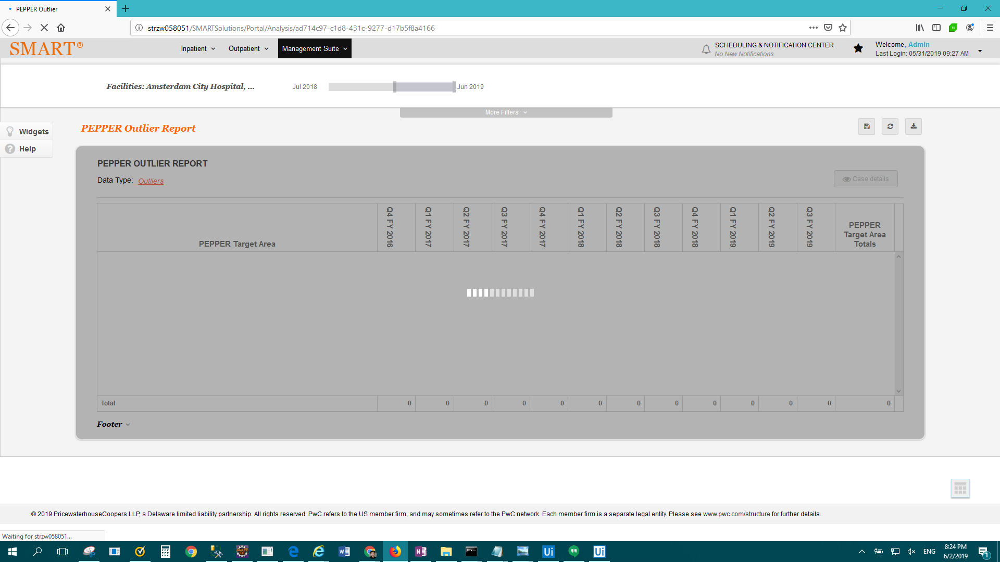 PEPPER Outlier
strzw058051/SMARTSolutions/Portal/Analysis/ad714c97-c1d8-431c-9277-d17b5f8a4166
SMART®
Inpatient
Outpatient
Management Suite
SCHEDULING & NOTIFICATION CENTER
No New Notifications
Welcome, Admin
Last Login: 05/31/2019 09:27 AM
Facilities: Amsterdam City Hospital, ...
Jul 2018
Jun 2019
More Filters
Widgets
Help
PEPPER Outlier Report
PEPPER OUTLIER REPORT
Data Type: Outliers
Case details
PEPPER Target Area
Q4 FY 2016
Q1 FY 2017
Q2 FY 2017
Q3 FY 2017
Q4 FY 2017
Q1 FY 2018
Q2 FY 2018
Q3 FY 2018
Q4 FY 2018
Q1 FY 2019
Q2 FY 2019
Q3 FY 2019
PEPPER
Target Area
Totals
Total 0 0 0 0 0 0 0 0 0 0 0 0 0
Footer
© 2019 PricewaterhouseCoopers LLP, a Delaware limited liability partnership. All rights reserved. PwC refers to the US member firm, and may sometimes refer to the PwC network. Each member firm is a separate legal entity. Please see www.pwc.com/structure for further details.
Waiting for strzw058051...
ENG
8:24 PM
6/2/2019
1